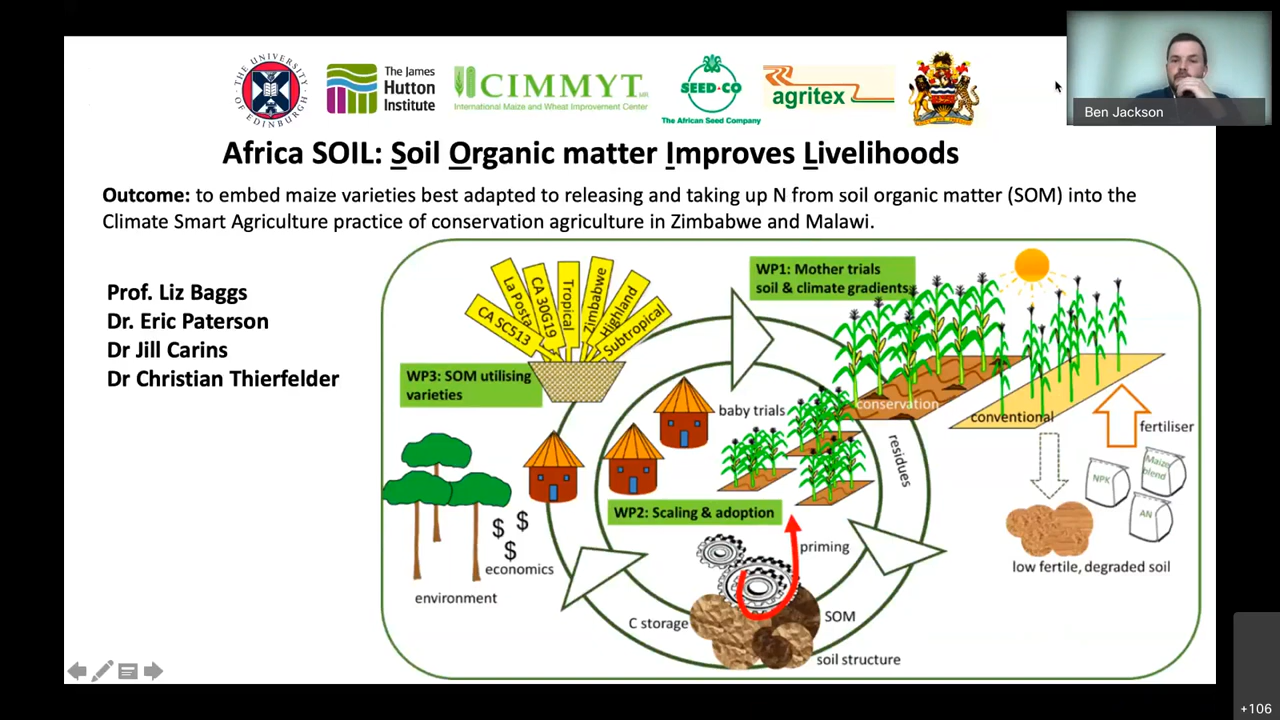 THE UNIVERSITY OF EDINBURGH
The James
Hutton
Institute
CIMMYT MR
International Maize and Wheat Improvement Center
SEED·CO
The African Seed Company
agritex
Ben Jackson
Africa SOIL: Soil Organic matter Improves Livelihoods
Outcome: to embed maize varieties best adapted to releasing and taking up N from soil organic matter (SOM) into the
Climate Smart Agriculture practice of conservation agriculture in Zimbabwe and Malawi.
Prof. Liz Baggs
Dr. Eric Paterson
Dr Jill Carins
Dr Christian Thierfelder
CA SC513
La Posta
CA 30G19
Tropical
Zimbabwe
Highland
Subtropical
WP1: Mother trials
soil & climate gradients
WP3: SOM utilising
varieties
baby trials
conservation
conventional
residues
fertiliser
NPK
Maize
blend
AN
WP2: Scaling & adoption
priming
$ $
$
economics
environment
low fertile, degraded soil
C storage
SOM
soil structure
+106